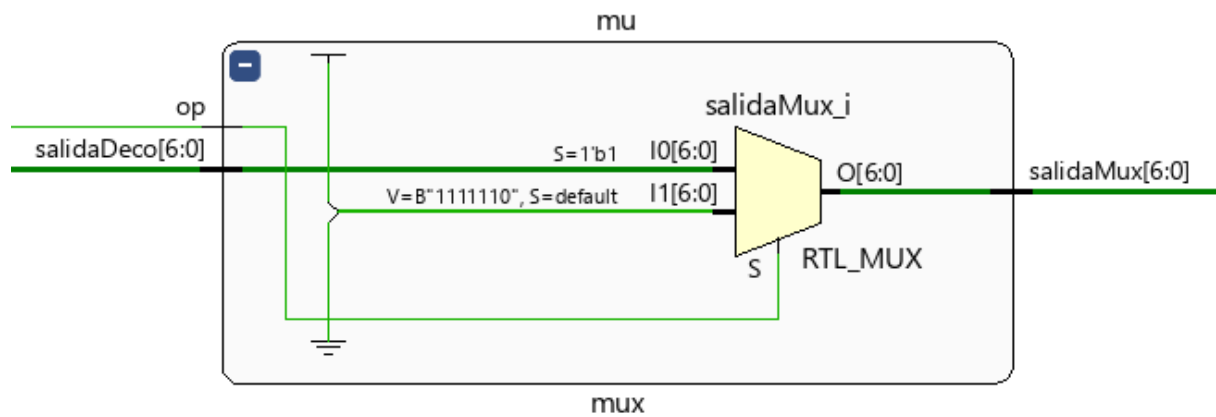 mu
op
salidaDeco[6:0]
salidaMux_i
S=1'b1
I0[6:0]
V=B"1111110", S=default
I1[6:0]
O[6:0]
salidaMux[6:0]
S
RTL_MUX
mux